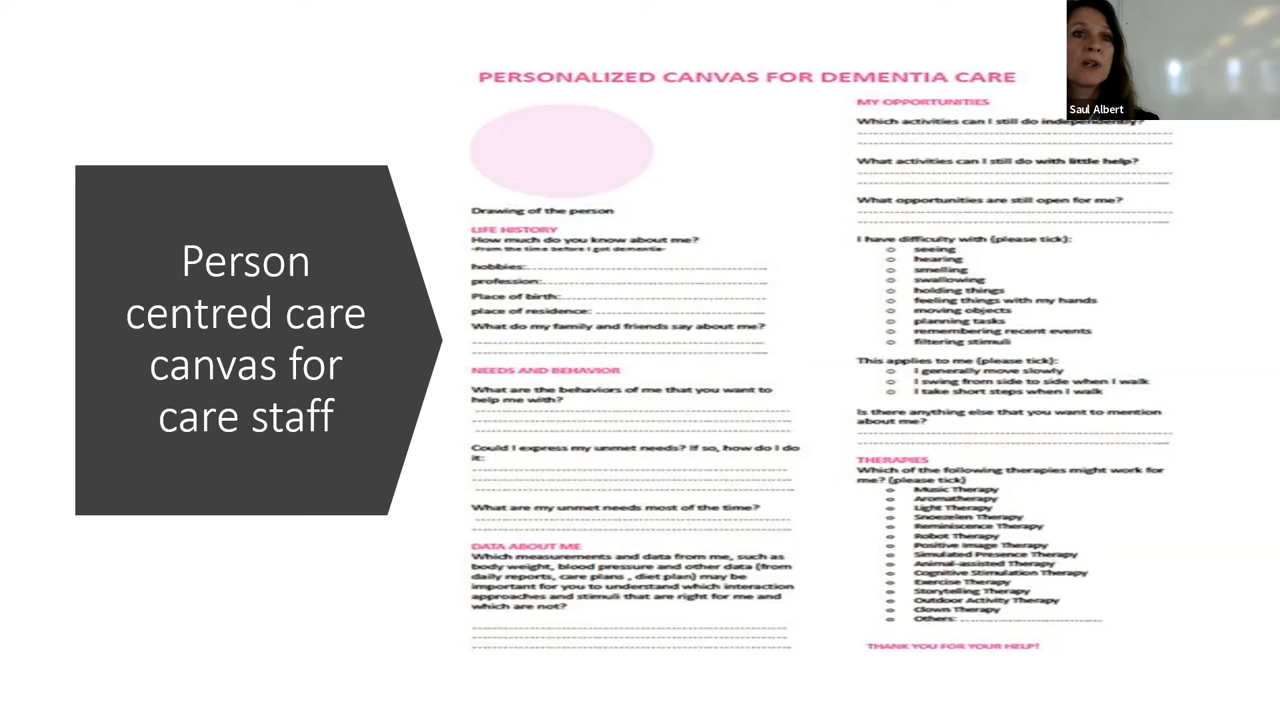 Person
centred care
canvas for
care staff
PERSONALIZED CANVAS FOR DEMENTIA CARE
Drawing of the person
LIFE HISTORY
How much do you know about me?
-From the time before I got dementia-
hobbies:
profession:
Place of birth:
place of residence:
What do my family and friends say about me?
NEEDS AND BEHAVIOR
What are the behaviors of me that you want to
help me with?
Could I express my unmet needs? If so, how do I do
it:
What are my unmet needs most of the time?
DATA ABOUT ME
Which measurements and data from me, such as
body weight, blood pressure and other data (from
daily reports, care plans , diet plan) may be
important for you to understand which interaction
approaches and stimuli that are right for me and
which are not?
MY OPPORTUNITIES
Which activities can I still do independently?
What activities can I still do with little help?
What opportunities are still open for me?
I have difficulty with (please tick):
seeing
hearing
smelling
swallowing
holding things
feeling things with my hands
moving objects
planning tasks
remembering recent events
filtering stimuli
This applies to me (please tick):
I generally move slowly
I swing from side to side when I walk
I take short steps when I walk
Is there anything else that you want to mention
about me?
THERAPIES
Which of the following therapies might work for
me? (please tick)
Music Therapy
Aromatherapy
Light Therapy
Snoezelen Therapy
Reminiscence Therapy
Robot Therapy
Positive Image Therapy
Simulated Presence Therapy
Animal-assisted Therapy
Cognitive Stimulation Therapy
Exercise Therapy
Storytelling Therapy
Outdoor Activity Therapy
Clown Therapy
Others:
THANK YOU FOR YOUR HELP!
Saul Albert